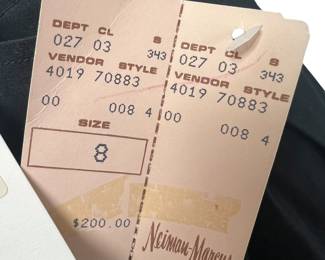 DEPT CL S
027 03 343
VENDOR STYLE
4019 70883
00 008 4
SIZE
8
$200.00
DEPT CL S
027 03 343
VENDOR STYLE
4019 70883
00 008 4
Neiman-Marcus